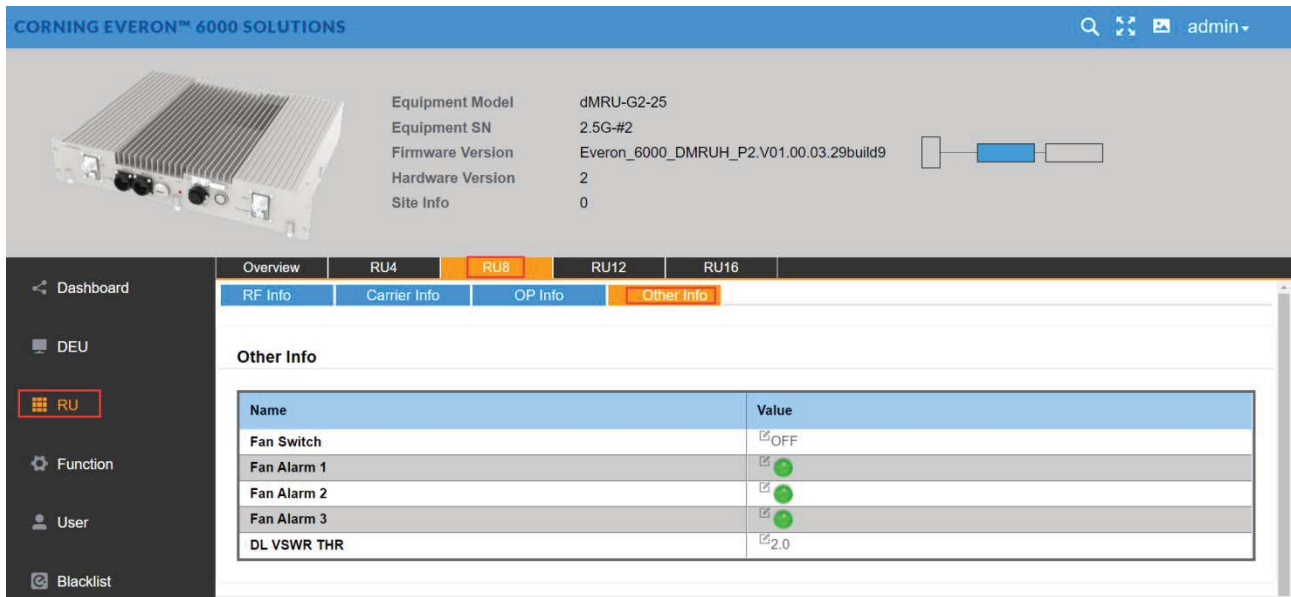 CORNING EVERON™ 6000 SOLUTIONS
admin
Equipment Model dMRU-G2-25
Equipment SN 2.5G-#2
Firmware Version Everon_6000_DMRUH_P2.V01.00.03.29build9
Hardware Version 2
Site Info 0
Overview RU4 RU8 RU12 RU16
RF Info Carrier Info OP Info Other Info
Dashboard
DEU
RU
Function
User
Blacklist
Other Info
Name Value
Fan Switch OFF
Fan Alarm 1
Fan Alarm 2
Fan Alarm 3
DL VSWR THR 2.0